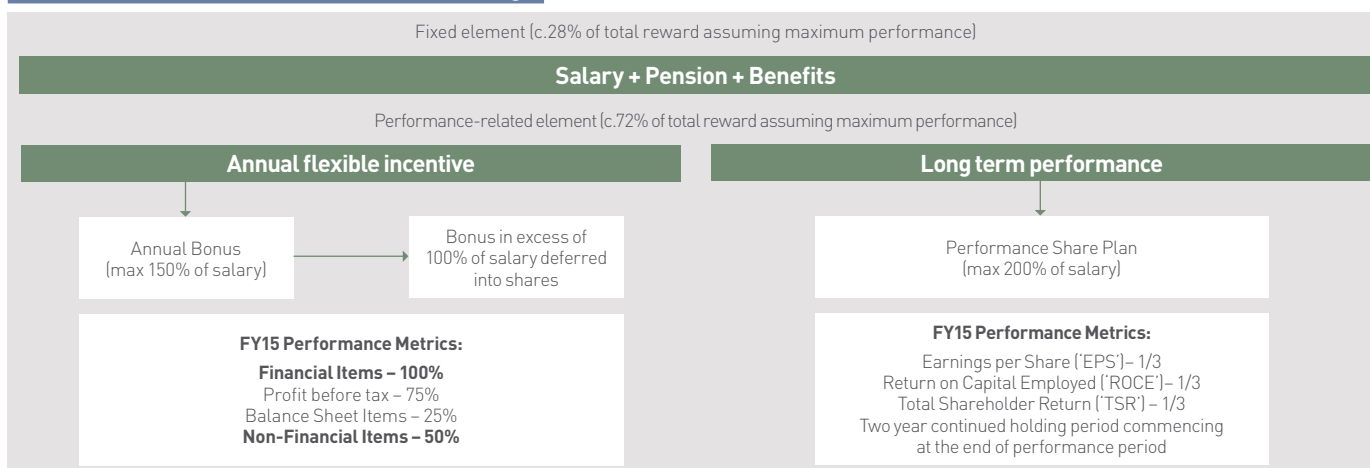 Fixed element (c.28% of total reward assuming maximum performance)
Salary + Pension + Benefits
Performance-related element (c.72% of total reward assuming maximum performance)
Annual flexible incentive
Annual Bonus
(max 150% of salary)
Bonus in excess of
100% of salary deferred
into shares
FY15 Performance Metrics:
Financial Items – 100%
Profit before tax – 75%
Balance Sheet Items – 25%
Non-Financial Items – 50%
Long term performance
Performance Share Plan
(max 200% of salary)
FY15 Performance Metrics:
Earnings per Share (‘EPS’)– 1/3
Return on Capital Employed (‘ROCE’)– 1/3
Total Shareholder Return (‘TSR’) – 1/3
Two year continued holding period commencing
at the end of performance period